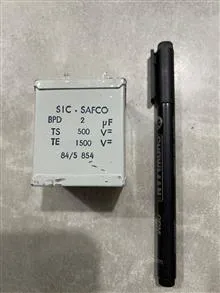 SIC - SAFCO
BPD 2 µF
TS 500 V=
TE 1500 V=
84/5 854